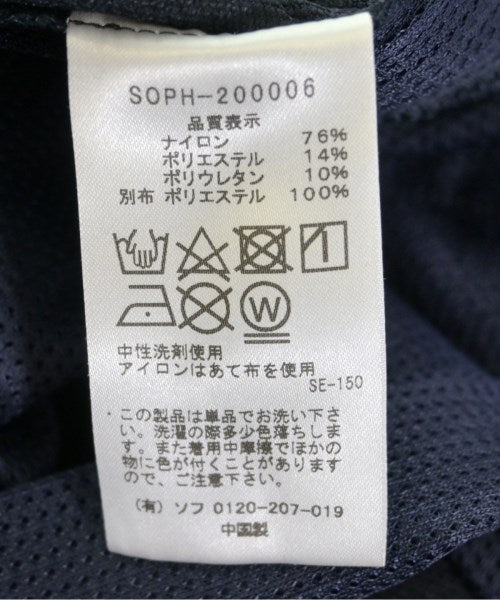 SOPH-200006
品質表示
ナイロン 76%
ポリエステル 14%
ポリウレタン 10%
別布 ポリエステル 100%
W
中性洗剤使用
アイロンはあて布を使用
SE-150
・この製品は単品でお洗い下さ
い。洗濯の際多少色落ちしま
す。また着用中摩擦でほかの
物に色が付くことがあります
ので、ご注意下さい。
(有) ソフ 0120-207-019
中国製